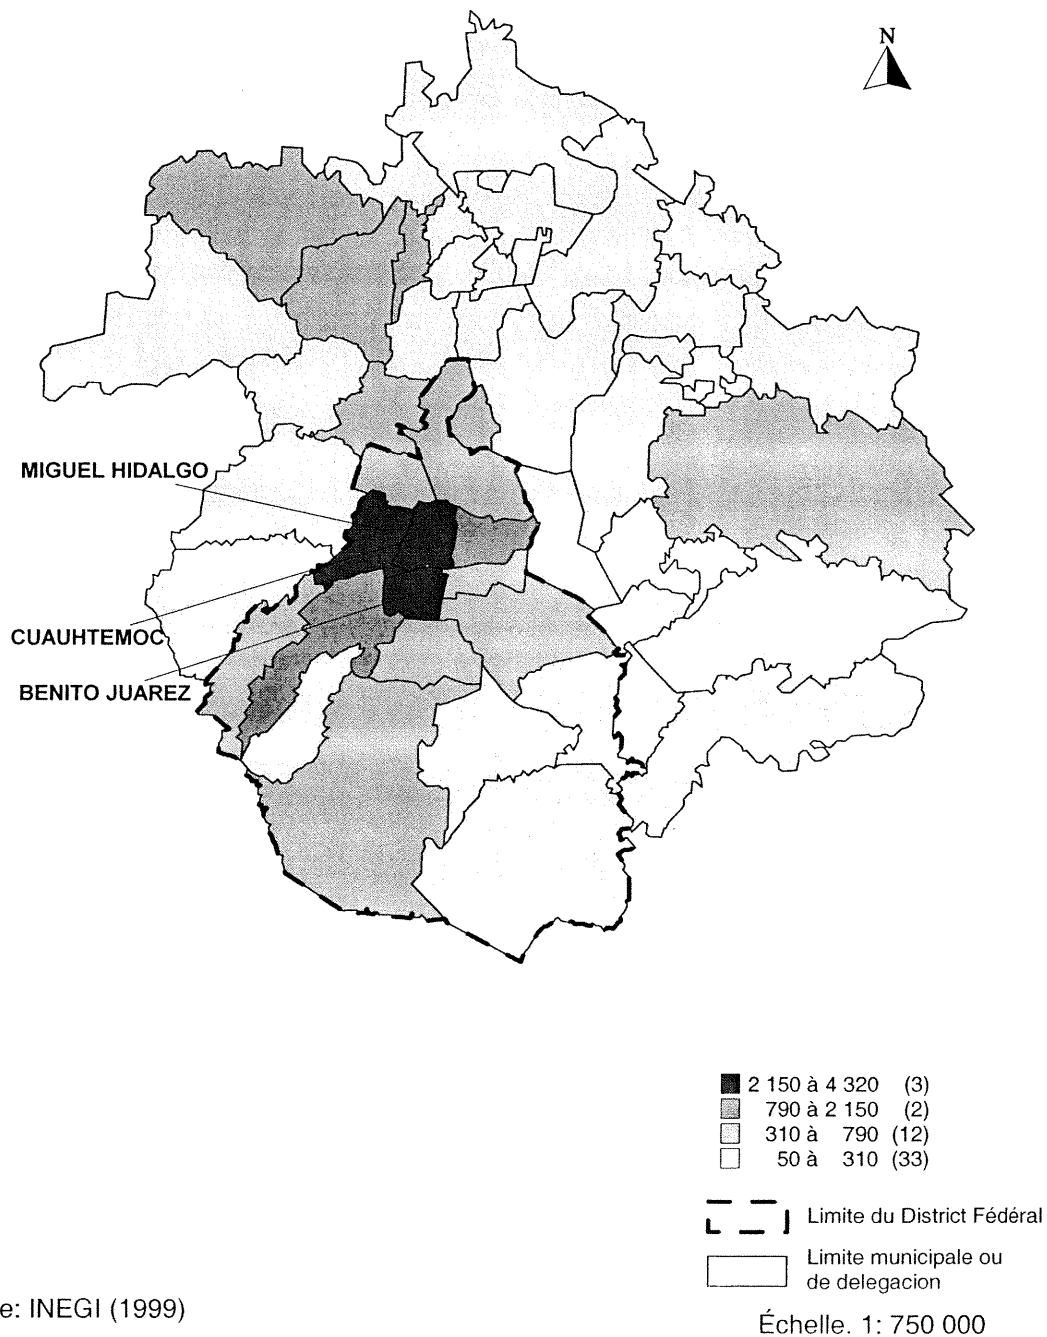 N
MIGUEL HIDALGO
CUAUHTEMOC
BENITO JUAREZ
2 150 à 4 320 (3)
790 à 2 150 (2)
310 à 790 (12)
50 à 310 (33)
Limite du District Fédéral
Limite municipale ou
de delegacion
e: INEGI (1999)
Échelle. 1: 750 000